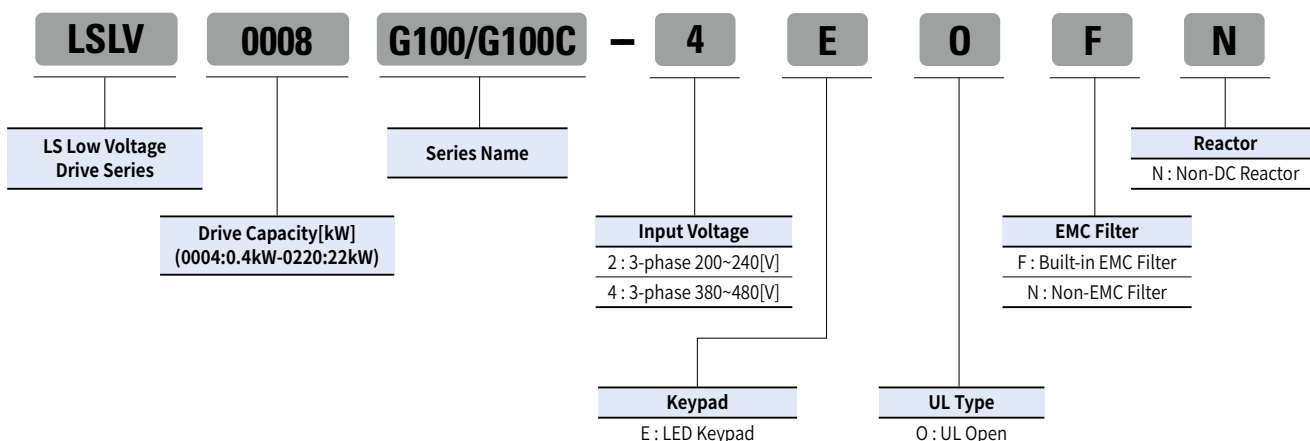 LSLV 0008 G100/G100C – 4 E O F N
LS Low Voltage
Drive Series
Series Name
Reactor
N : Non-DC Reactor
Drive Capacity[kW]
(0004:0.4kW-0220:22kW)
Input Voltage
2 : 3-phase 200~240[V]
4 : 3-phase 380~480[V]
EMC Filter
F : Built-in EMC Filter
N : Non-EMC Filter
Keypad
E : LED Keypad
UL Type
O : UL Open